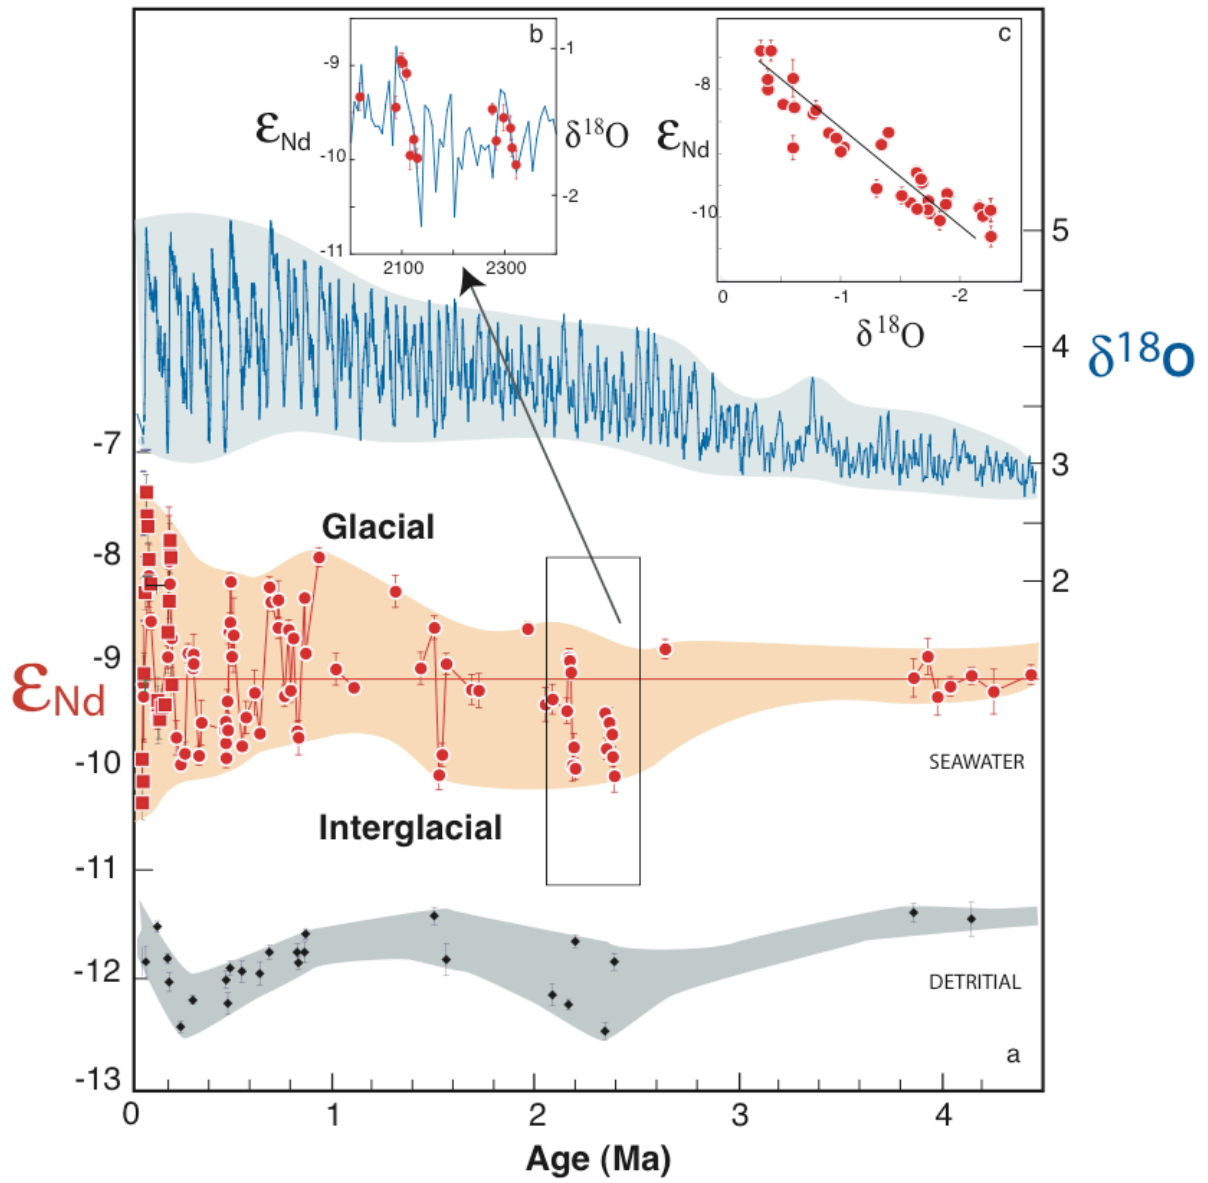 b
-1
-9
εNd
δ18O
-10
-2
-11
2100
2300
c
-8
εNd
-10
0
-1
-2
δ18O
5
4
δ18O
3
2
-7
Glacial
-8
-9
εNd
-10
SEAWATER
Interglacial
-11
-12
DETRITIAL
a
-13
0
1
2
3
4
Age (Ma)